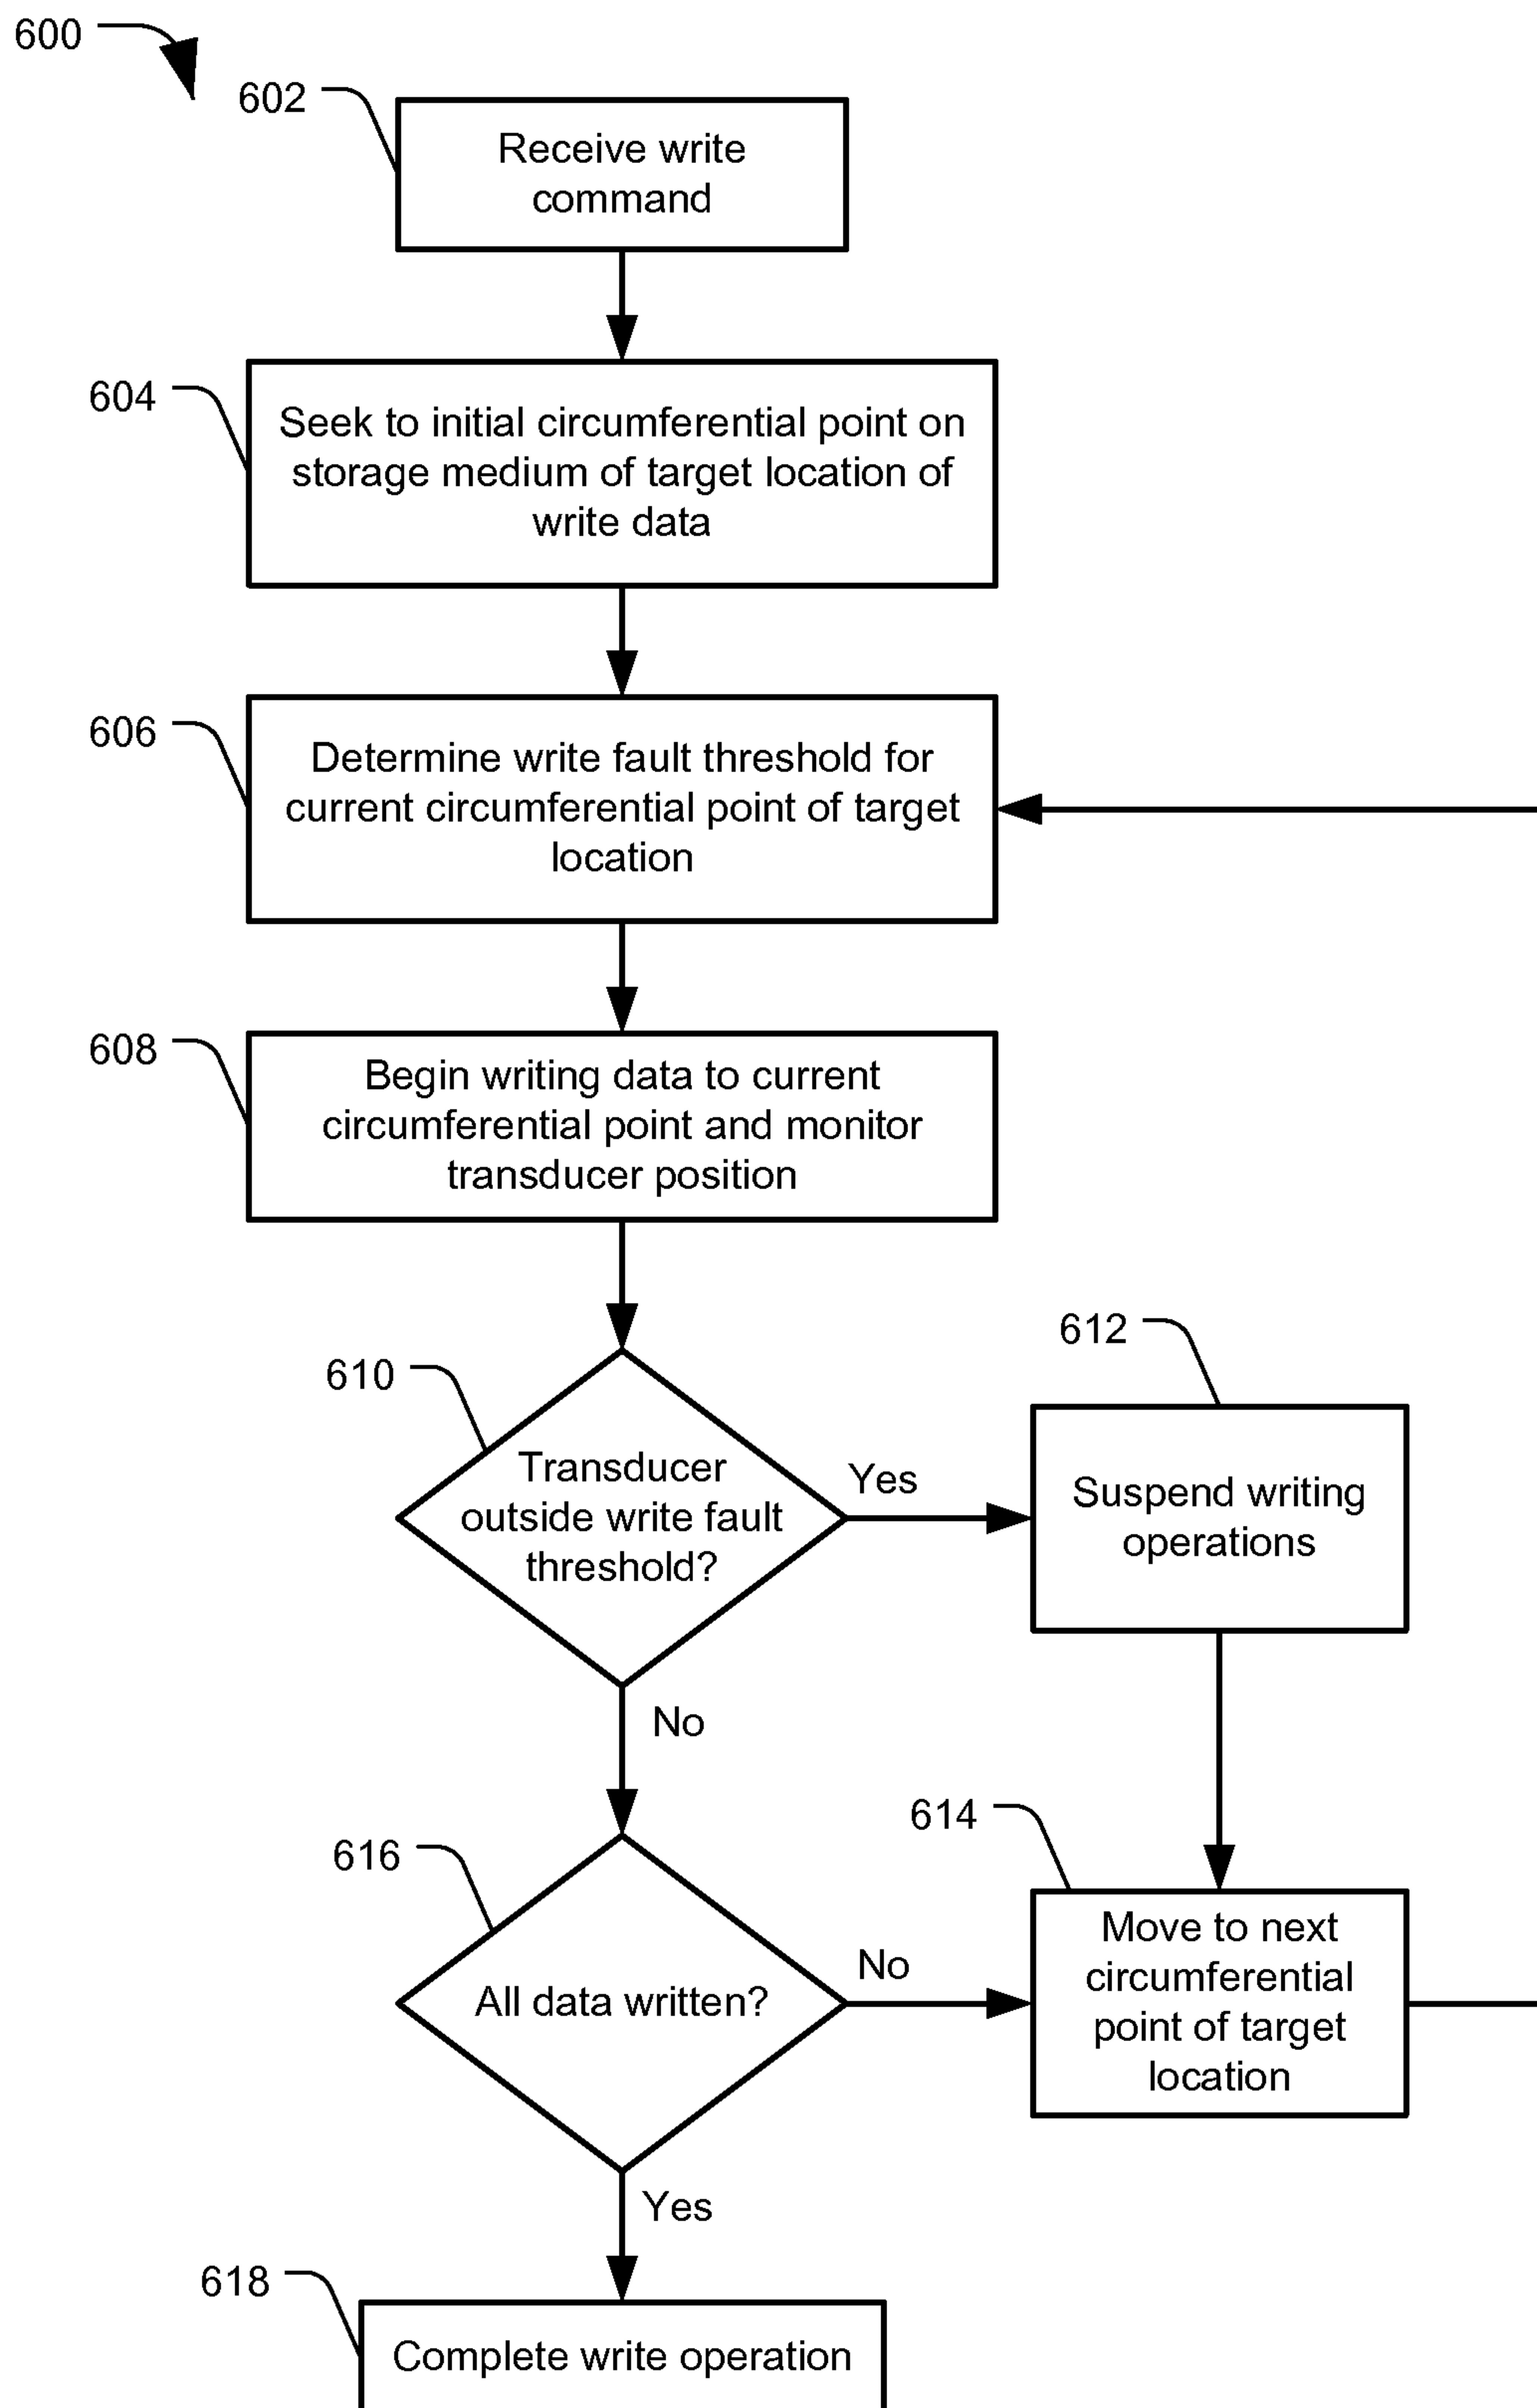 600
602
Receive write
command
604
Seek to initial circumferential point on
storage medium of target location of
write data
606
Determine write fault threshold for
current circumferential point of target
location
608
Begin writing data to current
circumferential point and monitor
transducer position
610
Transducer
outside write fault
threshold?
Yes
612
Suspend writing
operations
No
614
Move to next
circumferential
point of target
location
616
All data written?
No
Yes
618
Complete write operation